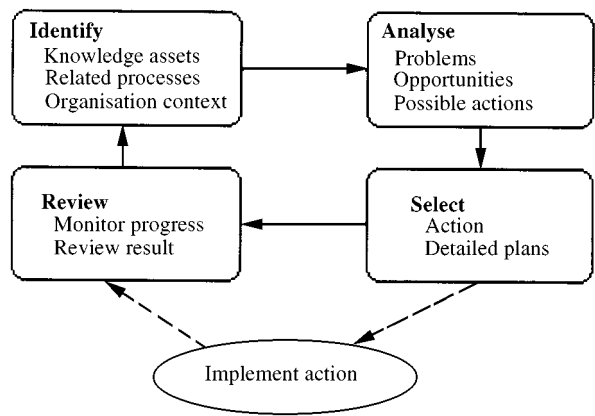 Identify
Knowledge assets
Related processes
Organisation context
Analyse
Problems
Opportunities
Possible actions
Review
Monitor progress
Review result
Select
Action
Detailed plans
Implement action